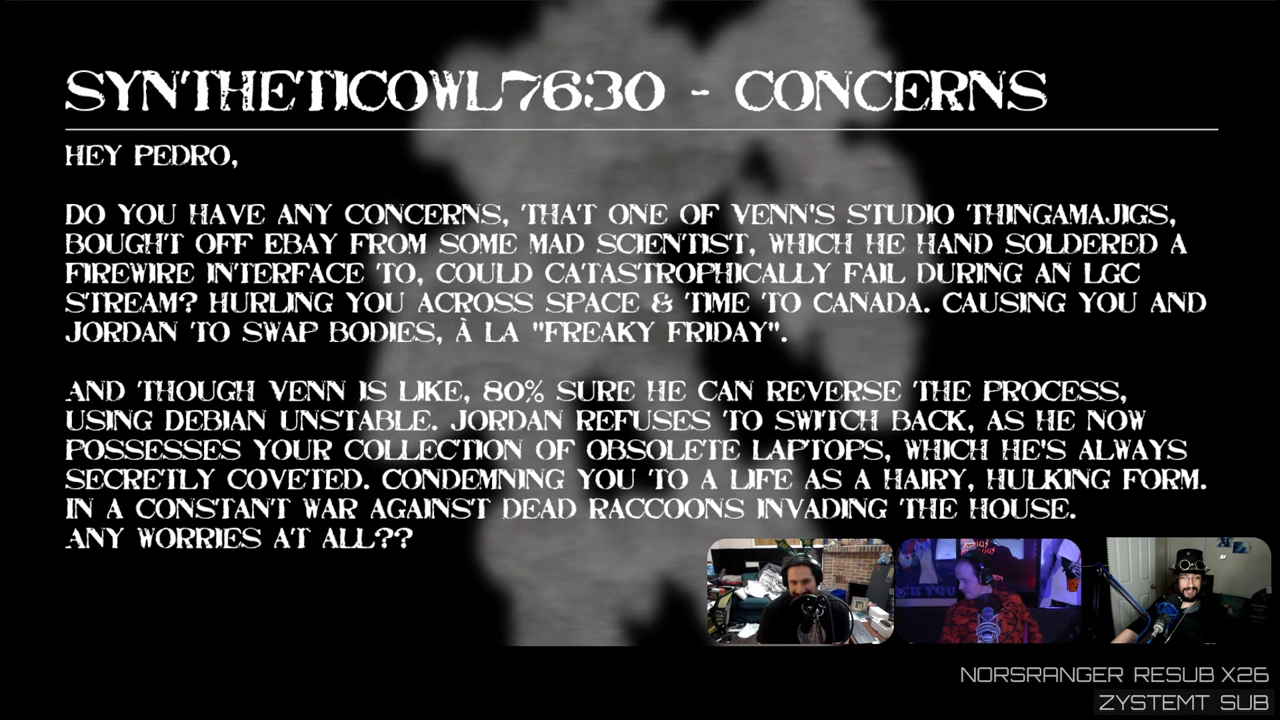 SYNTHETICOWL7630 - CONCERNS
HEY PEDRO,
DO YOU HAVE ANY CONCERNS, THAT ONE OF VENN'S STUDIO THINGAMAJIGS,
BOUGHT OFF EBAY FROM SOME MAD SCIENTIST, WHICH HE HAND SOLDERED A
FIREWIRE INTERFACE TO, COULD CATASTROPHICALLY FAIL DURING AN LGC
STREAM? HURLING YOU ACROSS SPACE & TIME TO CANADA. CAUSING YOU AND
JORDAN TO SWAP BODIES, À LA "FREAKY FRIDAY".
AND THOUGH VENN IS LIKE, 80% SURE HE CAN REVERSE THE PROCESS,
USING DEBIAN UNSTABLE. JORDAN REFUSES TO SWITCH BACK, AS HE NOW
POSSESSES YOUR COLLECTION OF OBSOLETE LAPTOPS, WHICH HE'S ALWAYS
SECRETLY COVETED. CONDEMNING YOU TO A LIFE AS A HAIRY, HULKING FORM.
IN A CONSTANT WAR AGAINST DEAD RACCOONS INVADING THE HOUSE.
ANY WORRIES AT ALL??
NORSRANGER RESUB X26
ZYSTEMT SUB